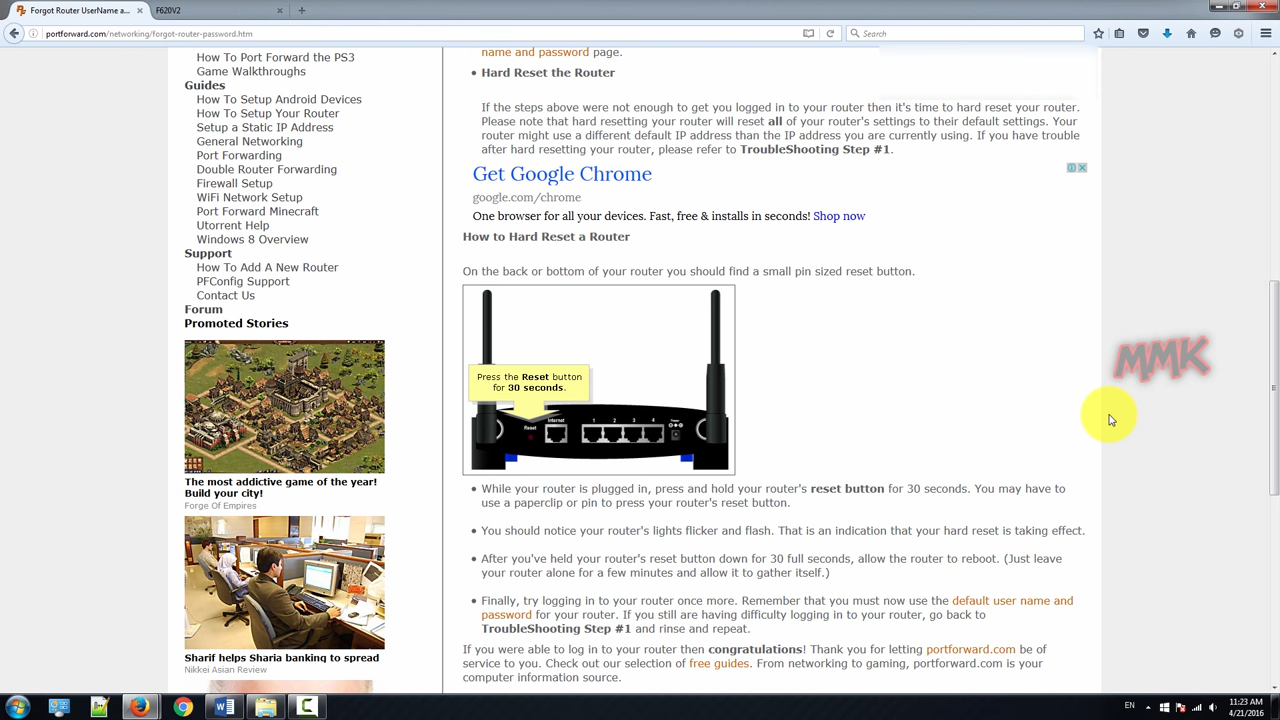 Forgot Router UserName a...
F620V2
portforward.com/networking/forgot-router-password.htm
Search
How To Port Forward the PS3
Game Walkthroughs
Guides
How To Setup Android Devices
How To Setup Your Router
Setup a Static IP Address
General Networking
Port Forwarding
Double Router Forwarding
Firewall Setup
WiFi Network Setup
Port Forward Minecraft
Utorrent Help
Windows 8 Overview
Support
How To Add A New Router
PFConfig Support
Contact Us
Forum
Promoted Stories
The most addictive game of the year!
Build your city!
Forge Of Empires
Sharif helps Sharia banking to spread
Nikkei Asian Review
name and password page.
Hard Reset the Router
If the steps above were not enough to get you logged in to your router then it's time to hard reset your router.
Please note that hard resetting your router will reset all of your router's settings to their default settings. Your
router might use a different default IP address than the IP address you are currently using. If you have trouble
after hard resetting your router, please refer to TroubleShooting Step #1.
Get Google Chrome
google.com/chrome
One browser for all your devices. Fast, free & installs in seconds! Shop now
How to Hard Reset a Router
On the back or bottom of your router you should find a small pin sized reset button.
Press the Reset button
for 30 seconds.
Reset
Internet
1 2 3 4
Power
While your router is plugged in, press and hold your router's reset button for 30 seconds. You may have to
use a paperclip or pin to press your router's reset button.
You should notice your router's lights flicker and flash. That is an indication that your hard reset is taking effect.
After you've held your router's reset button down for 30 full seconds, allow the router to reboot. (Just leave
your router alone for a few minutes and allow it to gather itself.)
Finally, try logging in to your router once more. Remember that you must now use the default user name and
password for your router. If you still are having difficulty logging in to your router, go back to
TroubleShooting Step #1 and rinse and repeat.
If you were able to log in to your router then congratulations! Thank you for letting portforward.com be of
service to you. Check out our selection of free guides. From networking to gaming, portforward.com is your
computer information source.
MMK
EN
11:23 AM
4/21/2016